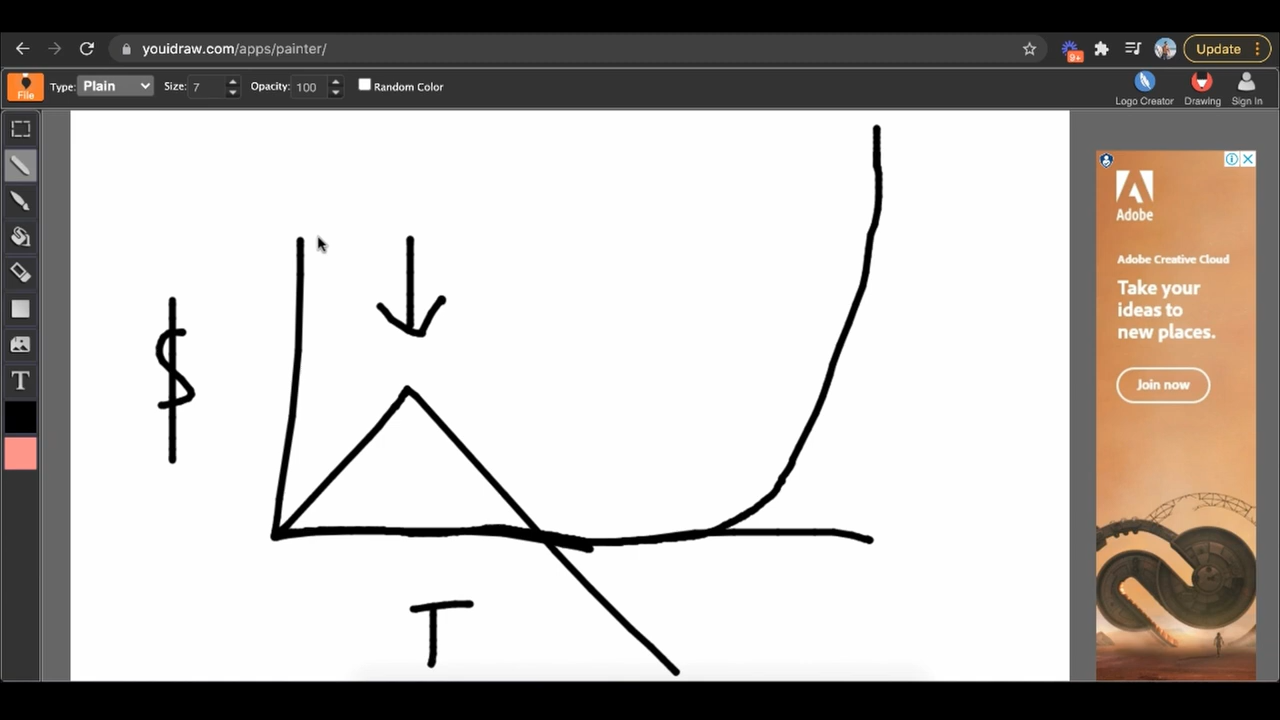 youidraw.com/apps/painter/
9+
Update
File
Type: Plain
Size: 7
Opacity: 100
Random Color
Logo Creator
Drawing
Sign In
T
$
T
Adobe
Adobe Creative Cloud
Take your
ideas to
new places.
Join now